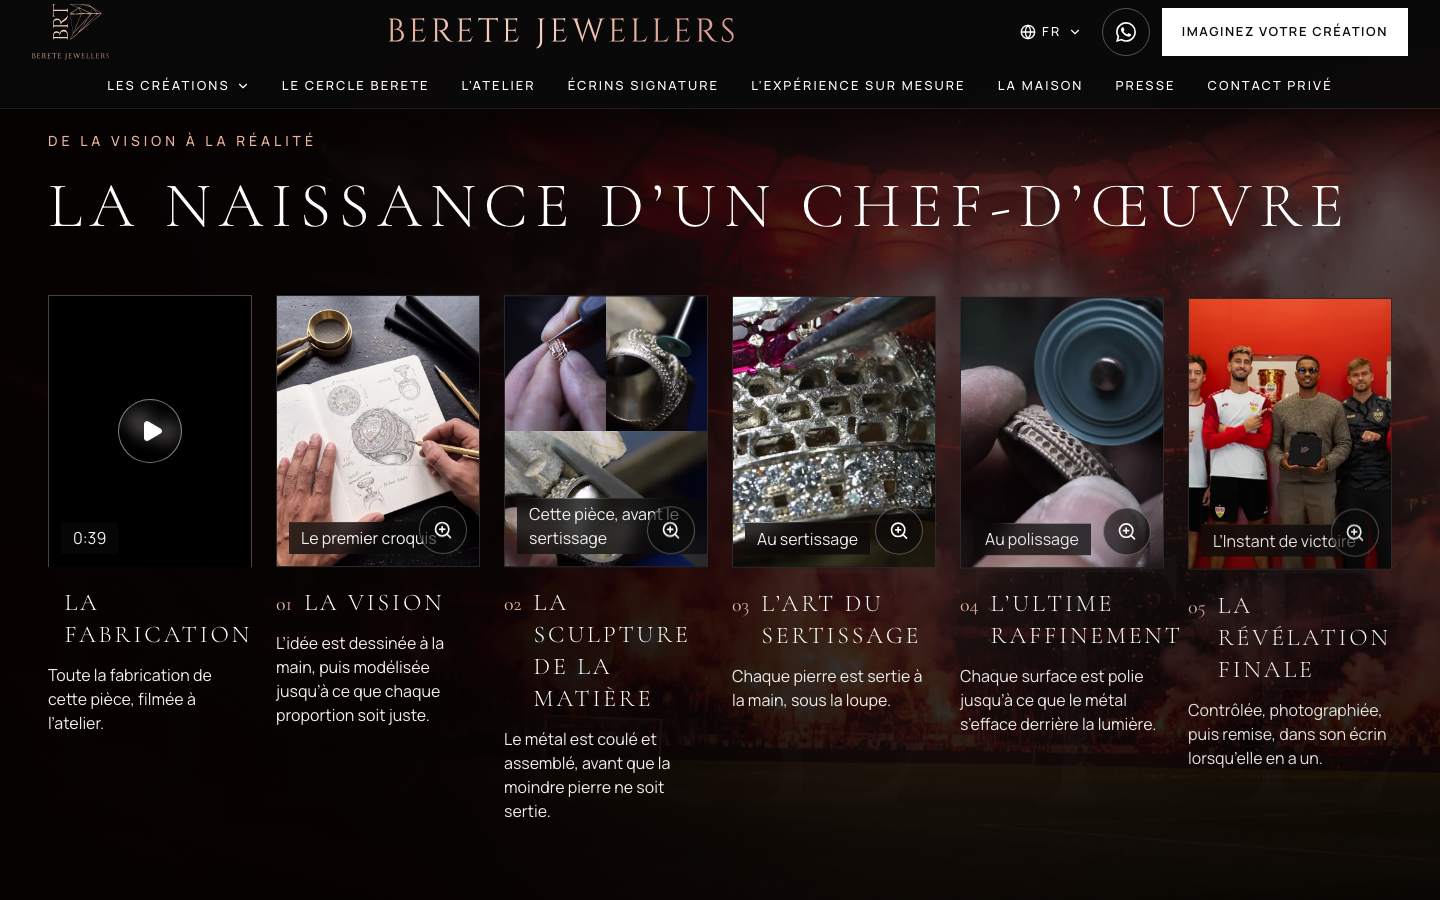 BRT
BERETE JEWELLERS
BERETE JEWELLERS
FR
IMAGINEZ VOTRE CRÉATION
LES CRÉATIONS
LE CERCLE BERETE
L'ATELIER
ÉCRINS SIGNATURE
L'EXPÉRIENCE SUR MESURE
LA MAISON
PRESSE
CONTACT PRIVÉ
DE LA VISION À LA RÉALITÉ
LA NAISSANCE D’UN CHEF-D’ŒUVRE
0:39
LA
FABRICATION
Toute la fabrication de
cette pièce, filmée à
l’atelier.
Le premier croquis
01 LA VISION
L’idée est dessinée à la
main, puis modélisée
jusqu’à ce que chaque
proportion soit juste.
Cette pièce, avant le
sertissage
02 LA
SCULPTURE
DE LA
MATIÈRE
Le métal est coulé et
assemblé, avant que la
moindre pierre ne soit
sertie.
Au sertissage
03 L’ART DU
SERTISSAGE
Chaque pierre est sertie à
la main, sous la loupe.
Au polissage
04 L’ULTIME
RAFFINEMENT
Chaque surface est polie
jusqu’à ce que le métal
s’efface derrière la lumière.
L’Instant de victoire
05 LA
RÉVÉLATION
FINALE
Contrôlée, photographiée,
puis remise, dans son écrin
lorsqu’elle en a un.